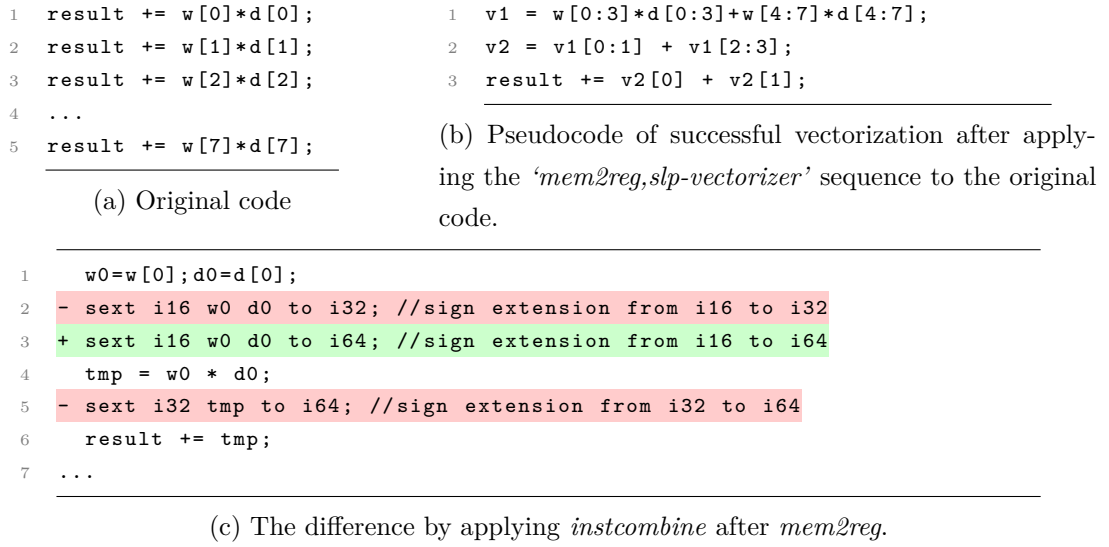 1 result += w[0]*d[0];
2 result += w[1]*d[1];
3 result += w[2]*d[2];
4 ...
5 result += w[7]*d[7];
(a) Original code
1 v1 = w[0:3]*d[0:3]+w[4:7]*d[4:7];
2 v2 = v1[0:1] + v1[2:3];
3 result += v2[0] + v2[1];
(b) Pseudocode of successful vectorization after apply-
ing the ‘mem2reg,slp-vectorizer’ sequence to the original
code.
1 w0=w[0];d0=d[0];
2 - sext i16 w0 d0 to i32; //sign extension from i16 to i32
3 + sext i16 w0 d0 to i64; //sign extension from i16 to i64
4 tmp = w0 * d0;
5 - sext i32 tmp to i64; //sign extension from i32 to i64
6 result += tmp;
7 ...
(c) The difference by applying instcombine after mem2reg.